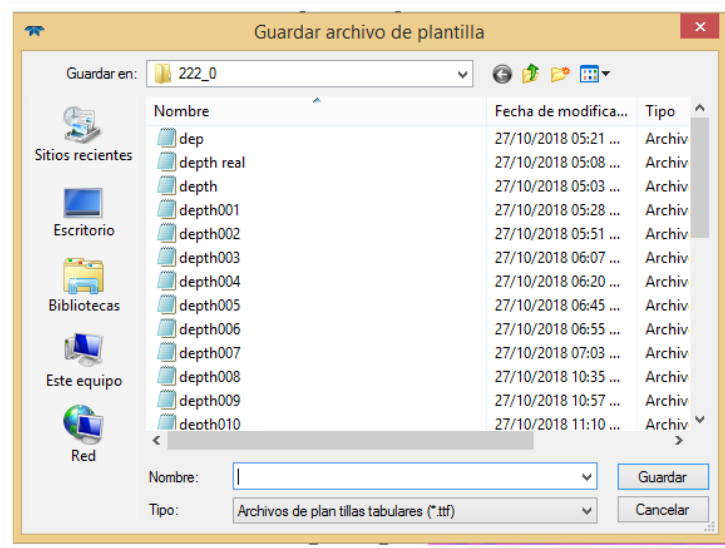 Guardar archivo de plantilla
Guardar en: 222_0
Nombre Fecha de modifica... Tipo
dep 27/10/2018 05:21 ... Archiv
depth real 27/10/2018 05:08 ... Archiv
depth 27/10/2018 05:03 ... Archiv
depth001 27/10/2018 05:28 ... Archiv
depth002 27/10/2018 05:51 ... Archiv
depth003 27/10/2018 06:07 ... Archiv
depth004 27/10/2018 06:20 ... Archiv
depth005 27/10/2018 06:45 ... Archiv
depth006 27/10/2018 06:55 ... Archiv
depth007 27/10/2018 07:03 ... Archiv
depth008 27/10/2018 10:35 ... Archiv
depth009 27/10/2018 10:57 ... Archiv
depth010 27/10/2018 11:10 ... Archiv
Sitios recientes
Escritorio
Bibliotecas
Este equipo
Red
Nombre: Guardar
Tipo: Archivos de plan tillas tabulares (*.ttf) Cancelar